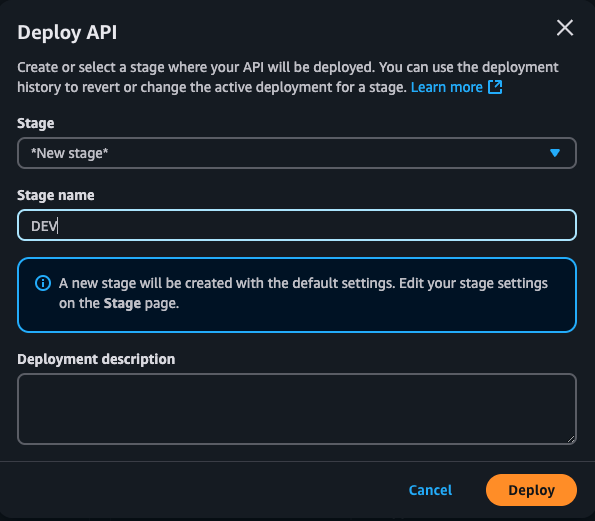 Deploy API
Create or select a stage where your API will be deployed. You can use the deployment
history to revert or change the active deployment for a stage. Learn more
Stage
*New stage*
Stage name
DEV
A new stage will be created with the default settings. Edit your stage settings
on the Stage page.
Deployment description
Cancel
Deploy